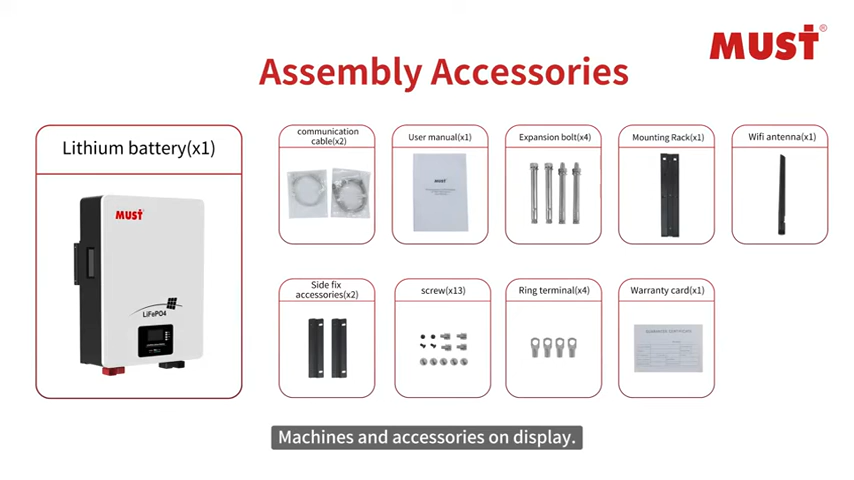 MUST®
Assembly Accessories
Lithium battery(x1)
MUST
LiFePO4
communication
cable(x2)
User manual(x1)
MUST
Expansion bolt(x4)
Mounting Rack(x1)
Wifi antenna(x1)
Side fix
accessories(x2)
screw(x13)
Ring terminal(x4)
Warranty card(x1)
Machines and accessories on display.